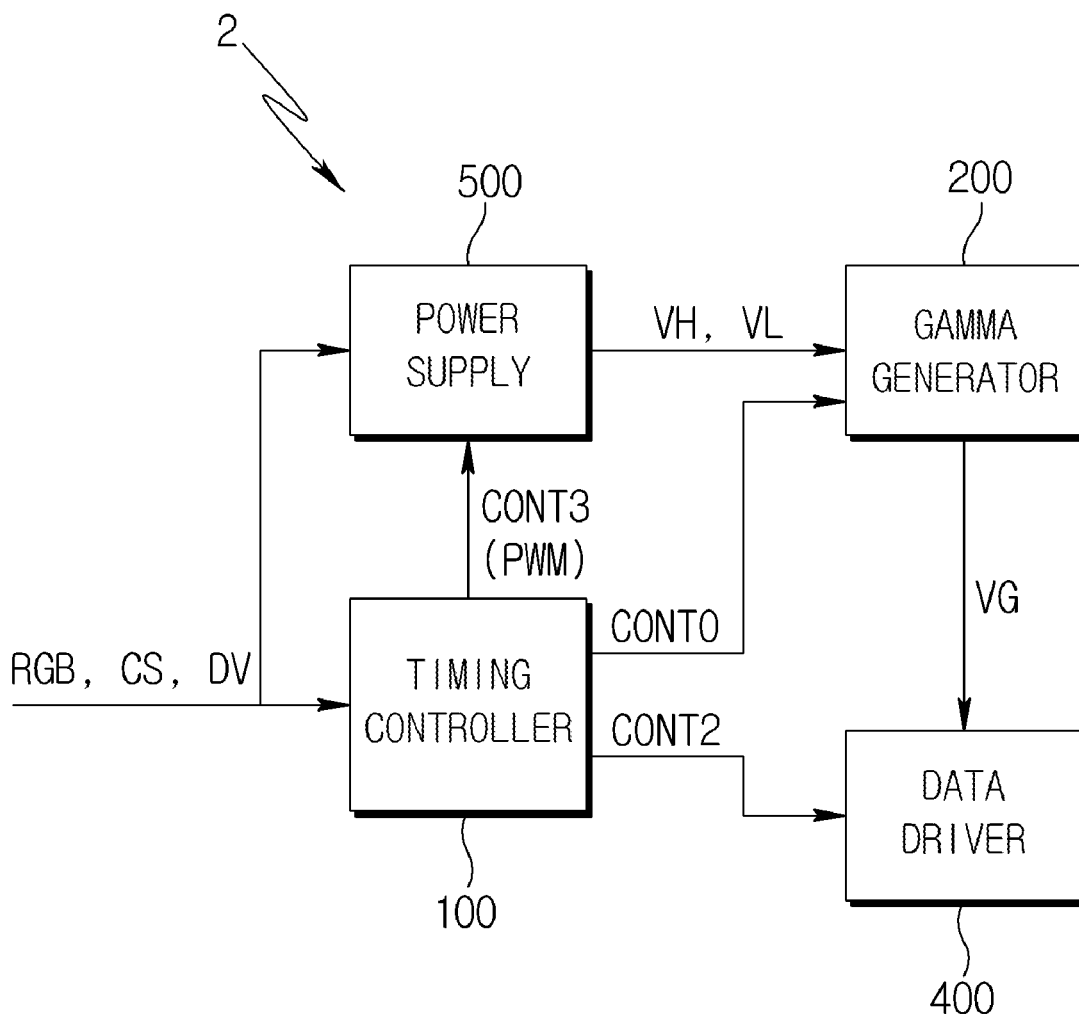 2
500
200
POWER
SUPPLY
VH, VL
GAMMA
GENERATOR
CONT3
(PWM)
VG
CONT0
RGB, CS, DV
TIMING
CONTROLLER
CONT2
DATA
DRIVER
100
400